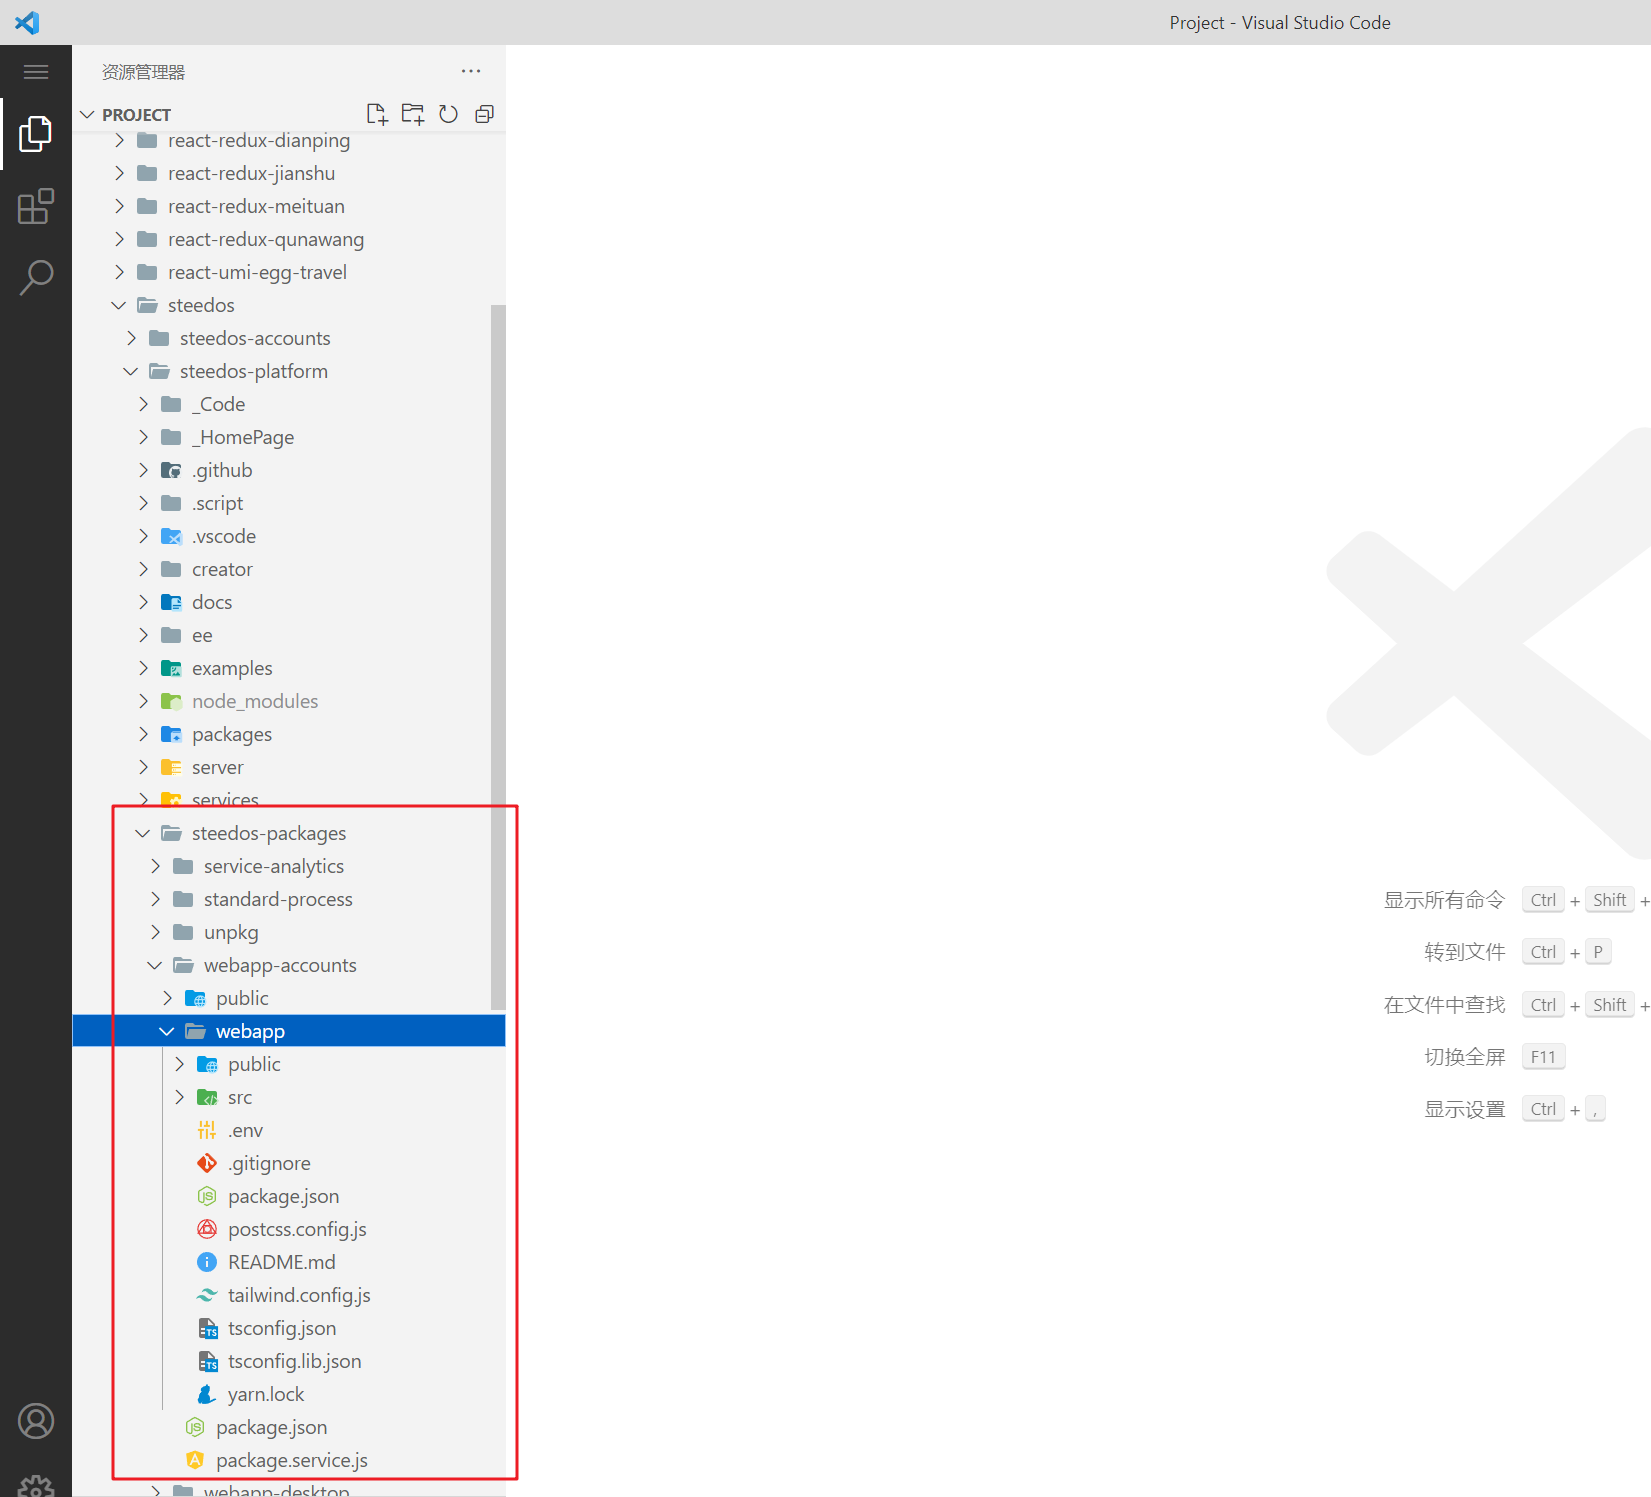 Project - Visual Studio Code
资源管理器
PROJECT
react-redux-dianping
react-redux-jianshu
react-redux-meituan
react-redux-qunawang
react-umi-egg-travel
steedos
steedos-accounts
steedos-platform
_Code
_HomePage
.github
.script
.vscode
creator
docs
ee
examples
node_modules
packages
server
services
steedos-packages
service-analytics
standard-process
unpkg
webapp-accounts
public
webapp
public
src
.env
.gitignore
package.json
postcss.config.js
README.md
tailwind.config.js
tsconfig.json
tsconfig.lib.json
yarn.lock
package.json
package.service.js
webapp-desktop
显示所有命令 Ctrl + Shift +
转到文件 Ctrl + P
在文件中查找 Ctrl + Shift +
切换全屏 F11
显示设置 Ctrl + ,